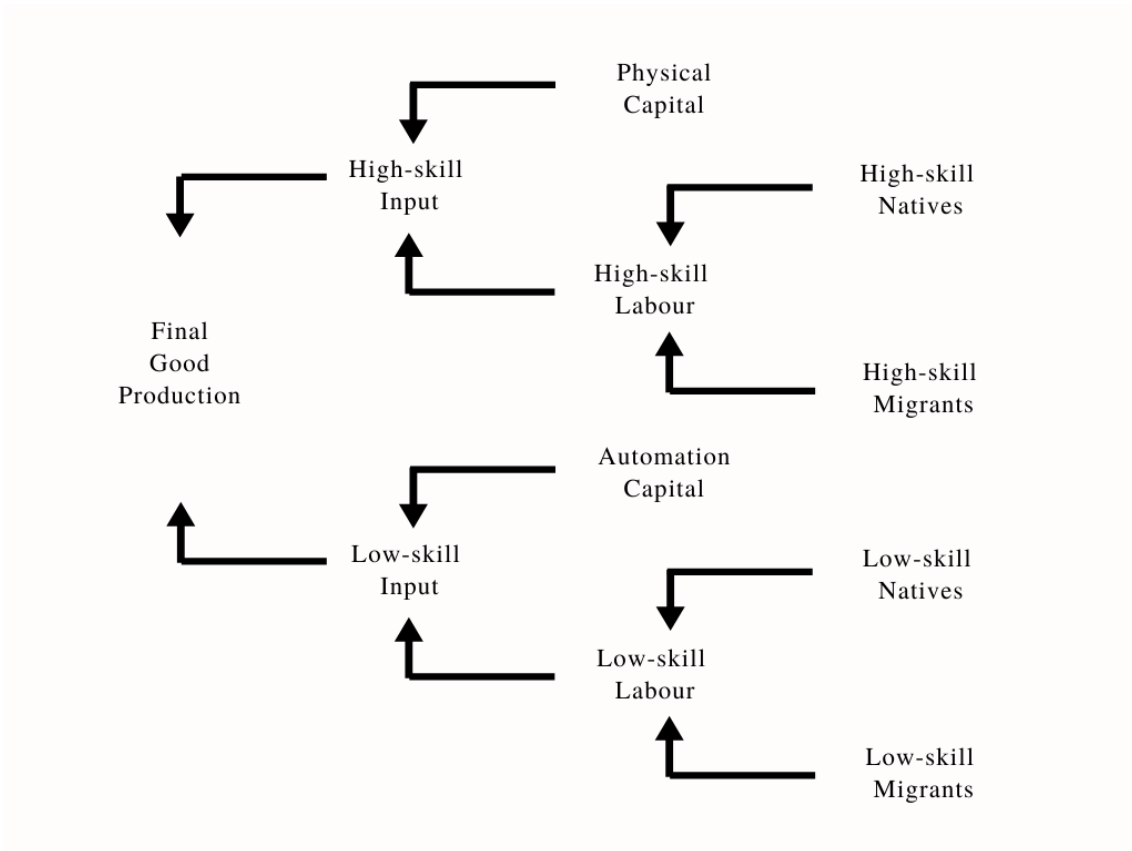 Physical
Capital
High-skill
Input
High-skill
Natives
High-skill
Labour
Final
Good
Production
High-skill
Migrants
Automation
Capital
Low-skill
Input
Low-skill
Natives
Low-skill
Labour
Low-skill
Migrants